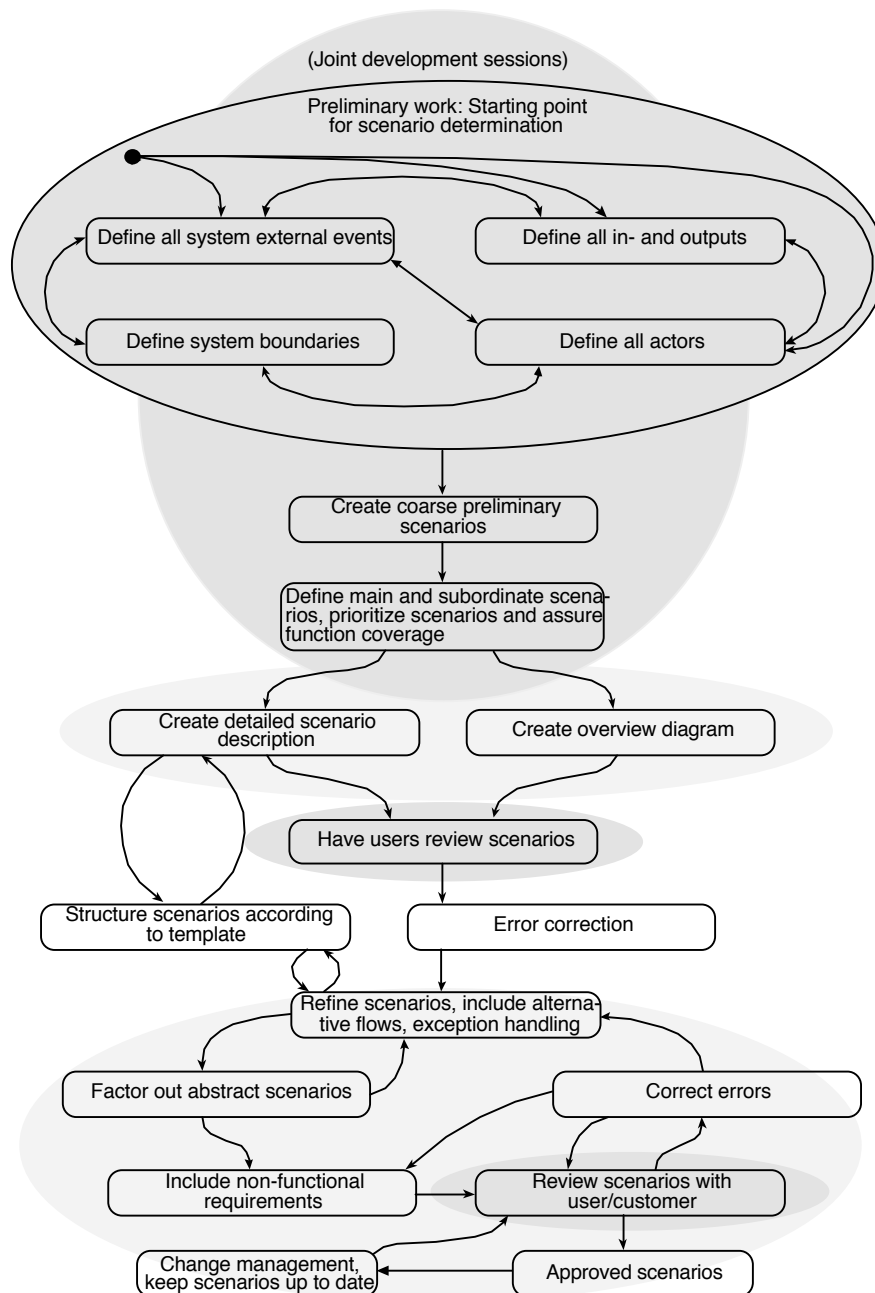 (Joint development sessions)
Preliminary work: Starting point
for scenario determination
Define all system external events
Define all in- and outputs
Define system boundaries
Define all actors
Create coarse preliminary
scenarios
Define main and subordinate scena-
rios, prioritize scenarios and assure
function coverage
Create detailed scenario
description
Create overview diagram
Have users review scenarios
Structure scenarios according
to template
Error correction
Refine scenarios, include alterna-
tive flows, exception handling
Factor out abstract scenarios
Correct errors
Include non-functional
requirements
Review scenarios with
user/customer
Change management,
keep scenarios up to date
Approved scenarios